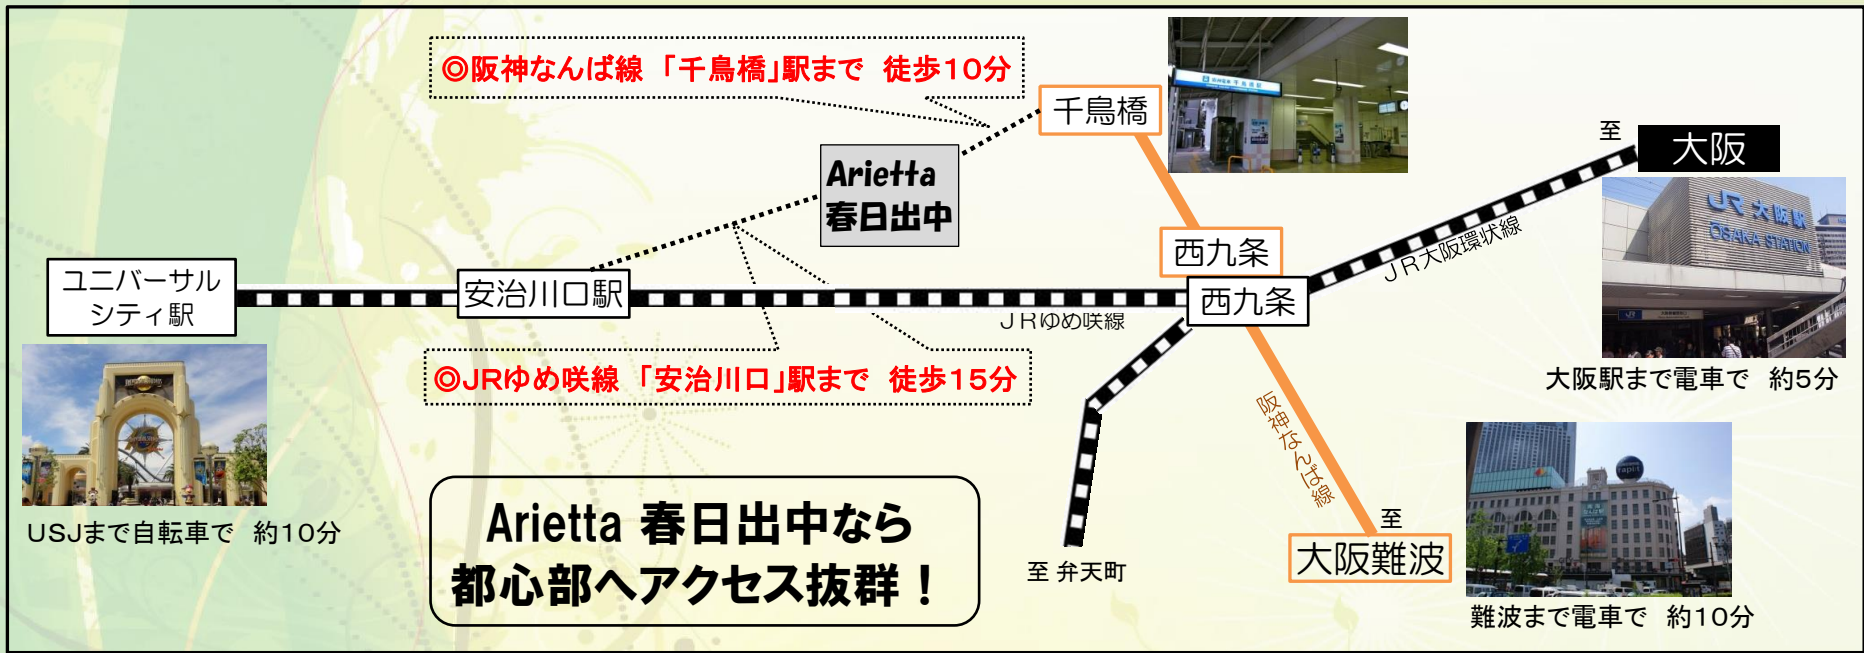 ◎阪神なんば線 「千鳥橋」駅まで 徒歩10分
千鳥橋
至
大阪
Arietta
春日出中
JR 大阪駅
OSAKA STATION
西九条
JR大阪環状線
ユニバーサル
シティ駅
安治川口駅
西九条
JRゆめ咲線
◎JRゆめ咲線 「安治川口」駅まで 徒歩15分
大阪駅まで電車で 約5分
阪神なんば線
USJまで自転車で 約10分
Arietta 春日出中なら
都心部へアクセス抜群！
至 弁天町
至
大阪難波
rapi:t
難波まで電車で 約10分